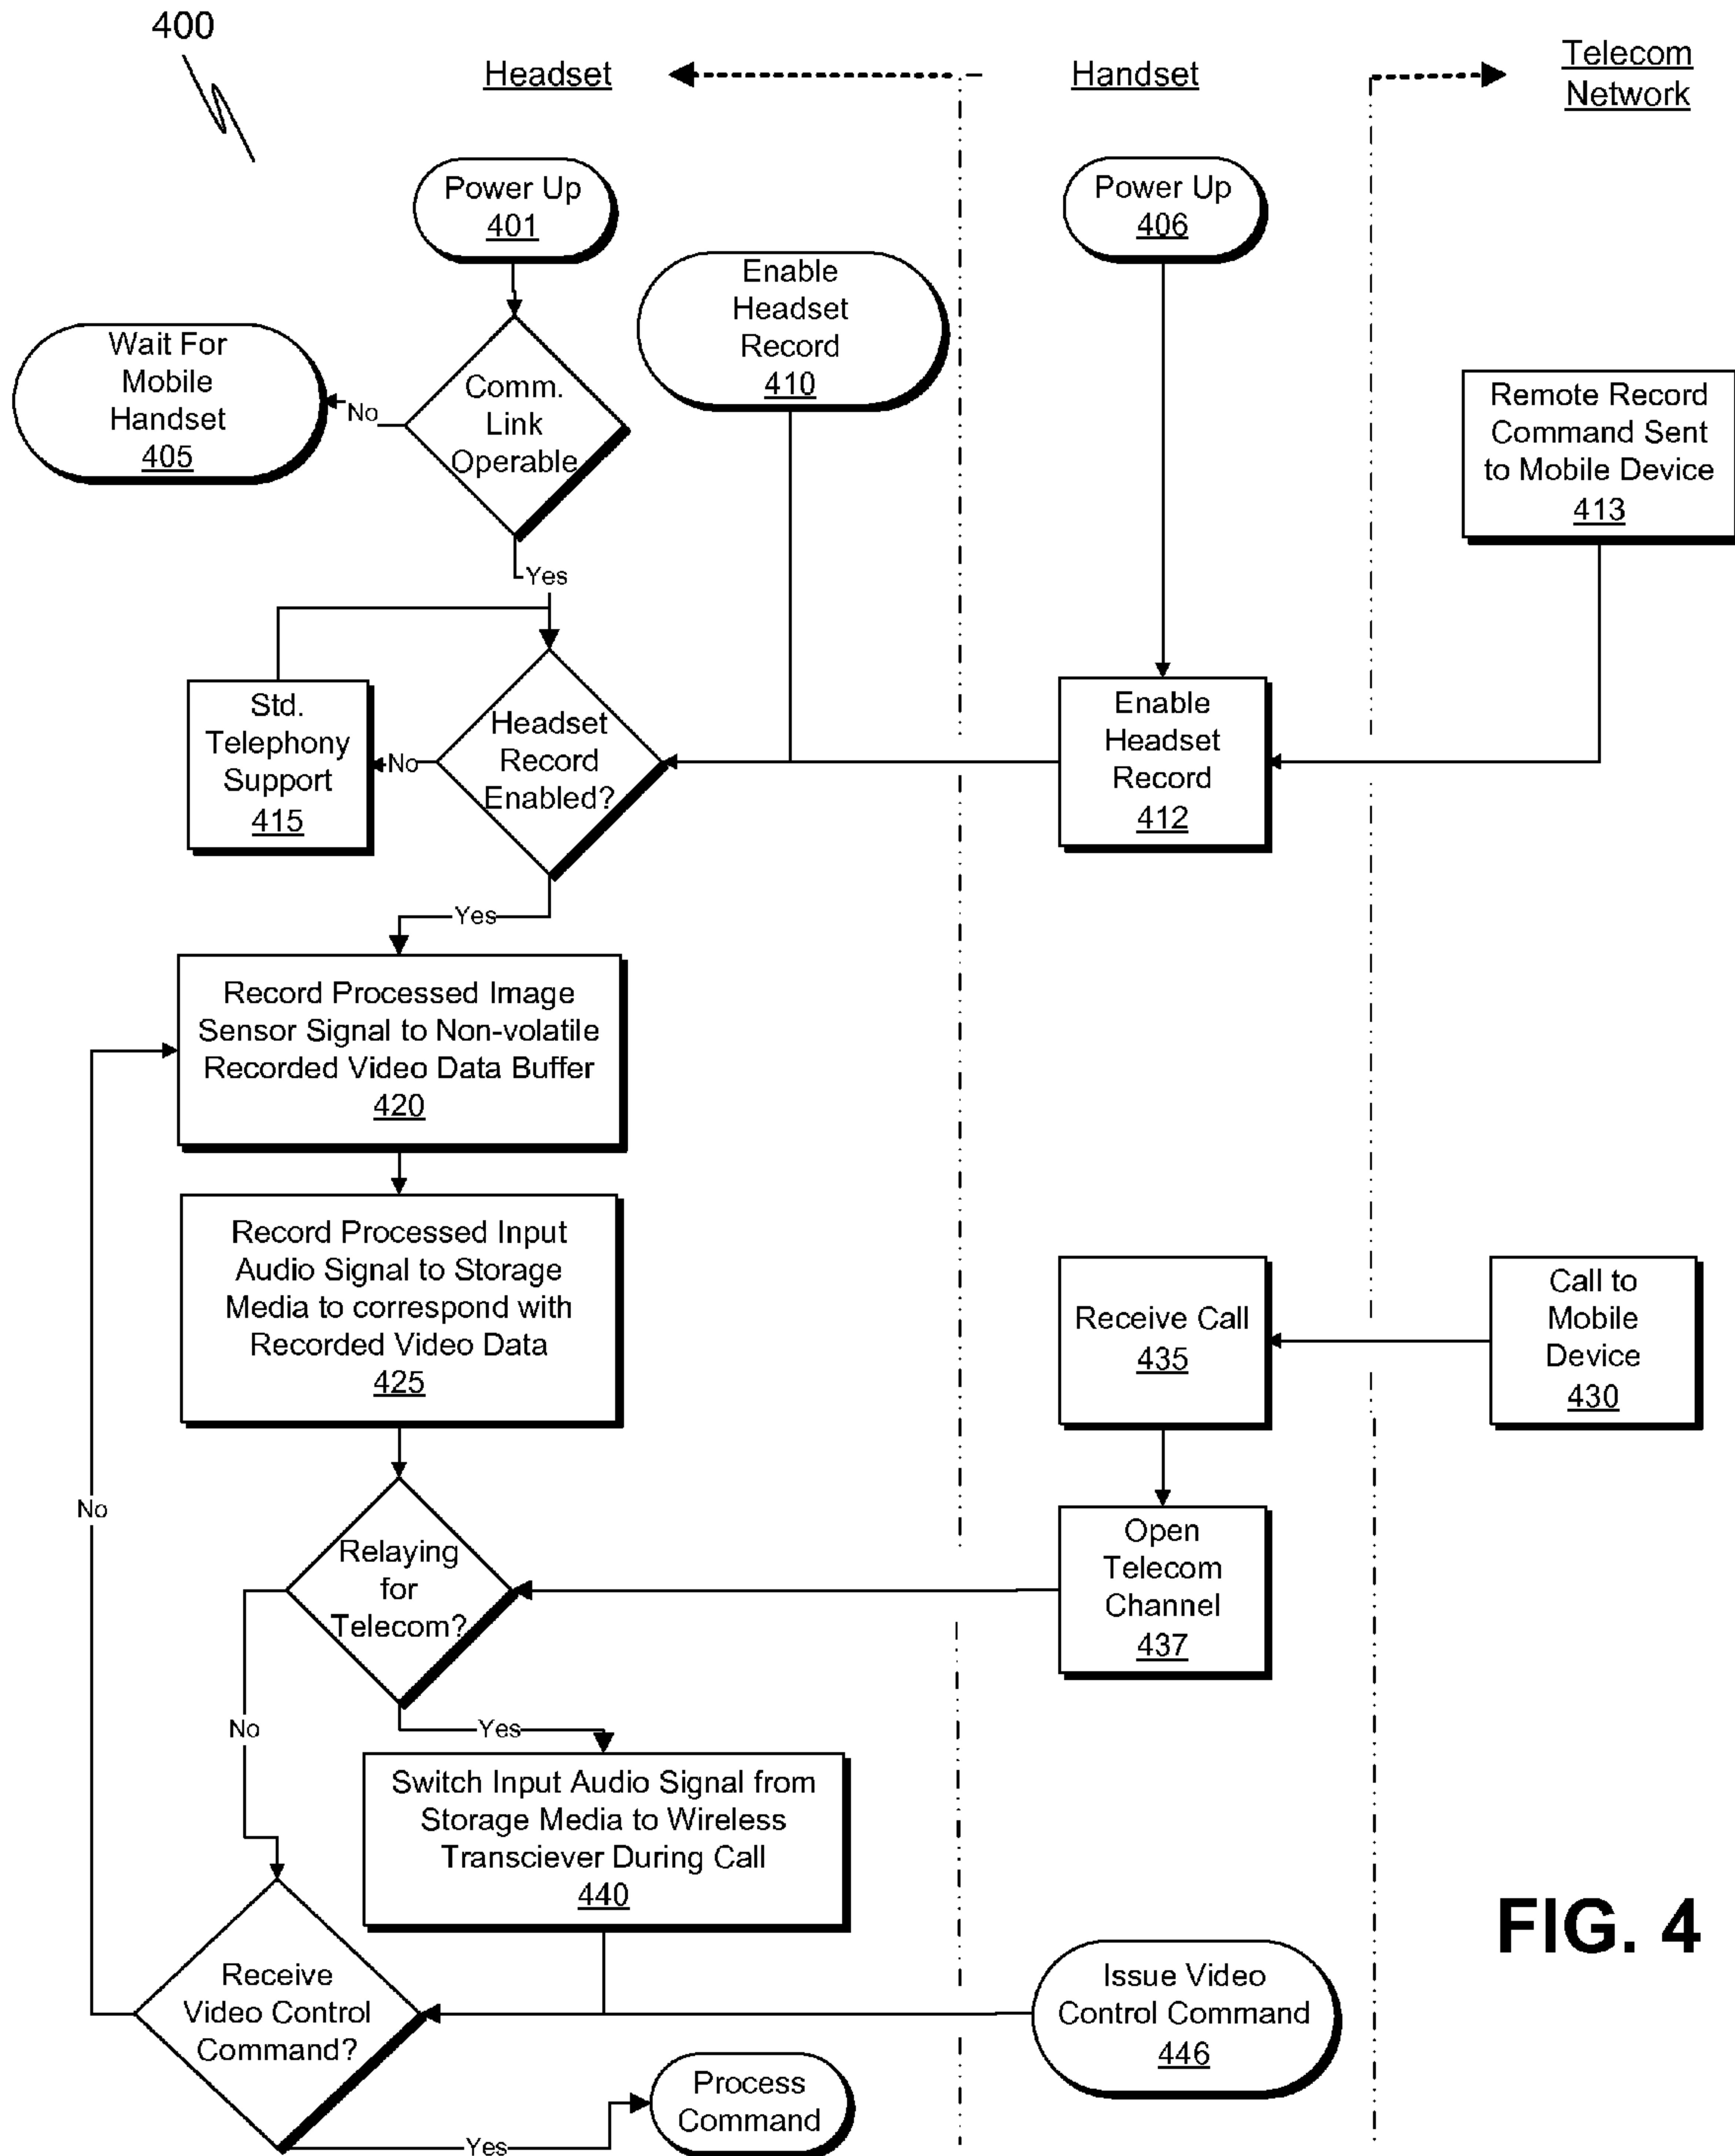 400
Headset
Handset
Telecom
Network
Power Up
401
Power Up
406
Enable
Headset
Record
410
Wait For
Mobile
Handset
405
No
Comm.
Link
Operable
Remote Record
Command Sent
to Mobile Device
413
Yes
Std.
Telephony
Support
415
No
Headset
Record
Enabled?
Enable
Headset
Record
412
Yes
Record Processed Image
Sensor Signal to Non-volatile
Recorded Video Data Buffer
420
Record Processed Input
Audio Signal to Storage
Media to correspond with
Recorded Video Data
425
Receive Call
435
Call to
Mobile
Device
430
No
Relaying
for
Telecom?
Open
Telecom
Channel
437
No
Yes
Switch Input Audio Signal from
Storage Media to Wireless
Transciever During Call
440
Receive
Video Control
Command?
Issue Video
Control Command
446
Process
Command
Yes
FIG. 4